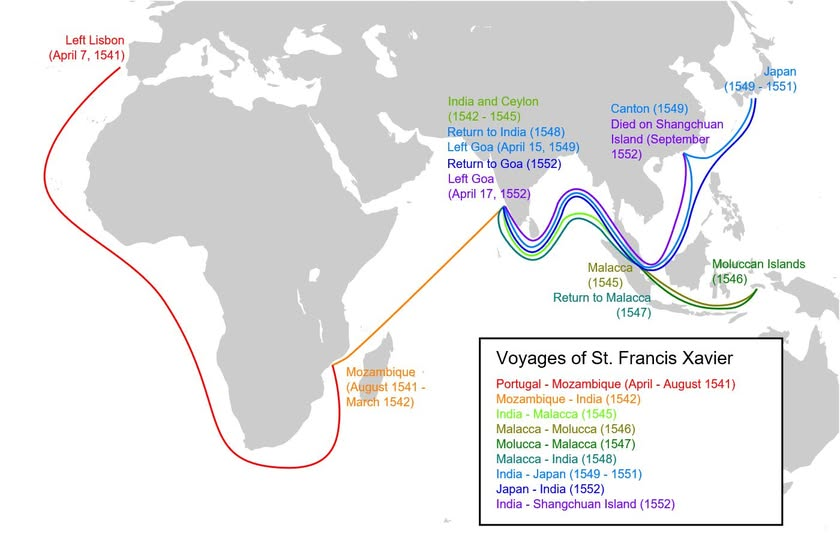 Left Lisbon
(April 7, 1541)
Japan
(1549 - 1551)
India and Ceylon
(1542 - 1545)
Return to India (1548)
Left Goa (April 15, 1549)
Return to Goa (1552)
Left Goa
(April 17, 1552)
Canton (1549)
Died on Shangchuan
Island (September
1552)
Malacca
(1545)
Return to Malacca
(1547)
Moluccan Islands
(1546)
Mozambique
(August 1541 -
March 1542)
Voyages of St. Francis Xavier
Portugal - Mozambique (April - August 1541)
Mozambique - India (1542)
India - Malacca (1545)
Malacca - Molucca (1546)
Molucca - Malacca (1547)
Malacca - India (1548)
India - Japan (1549 - 1551)
Japan - India (1552)
India - Shangchuan Island (1552)